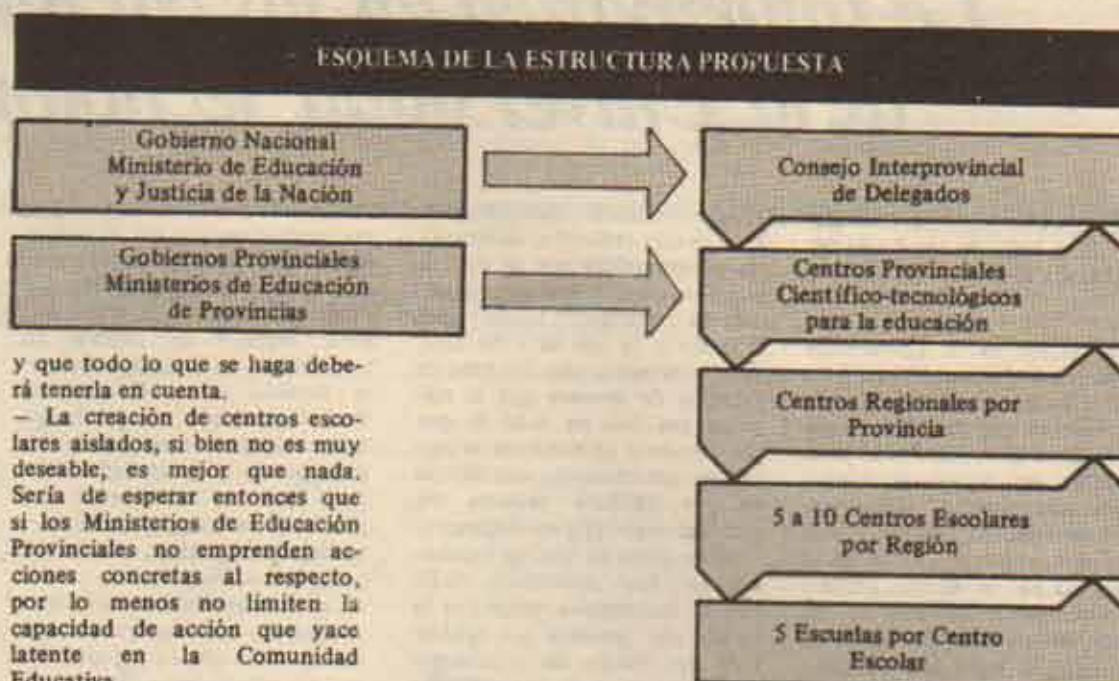 ESQUEMA DE LA ESTRUCTURA PROPUESTA
Gobierno Nacional
Ministerio de Educación
y Justicia de la Nación
Gobiernos Provinciales
Ministerios de Educación
de Provincias
Consejo Interprovincial
de Delegados
Centros Provinciales
Científico-tecnológicos
para la educación
Centros Regionales por
Provincia
5 a 10 Centros Escolares
por Región
5 Escuelas por Centro
Escolar
y que todo lo que se haga debe-
rá tenerla en cuenta.
— La creación de centros esco-
lares aislados, si bien no es muy
deseable, es mejor que nada.
Sería de esperar entonces que
si los Ministerios de Educación
Provinciales no emprenden ac-
ciones concretas al respecto,
por lo menos no limiten la
capacidad de acción que yace
latente en la Comunidad
Educativa